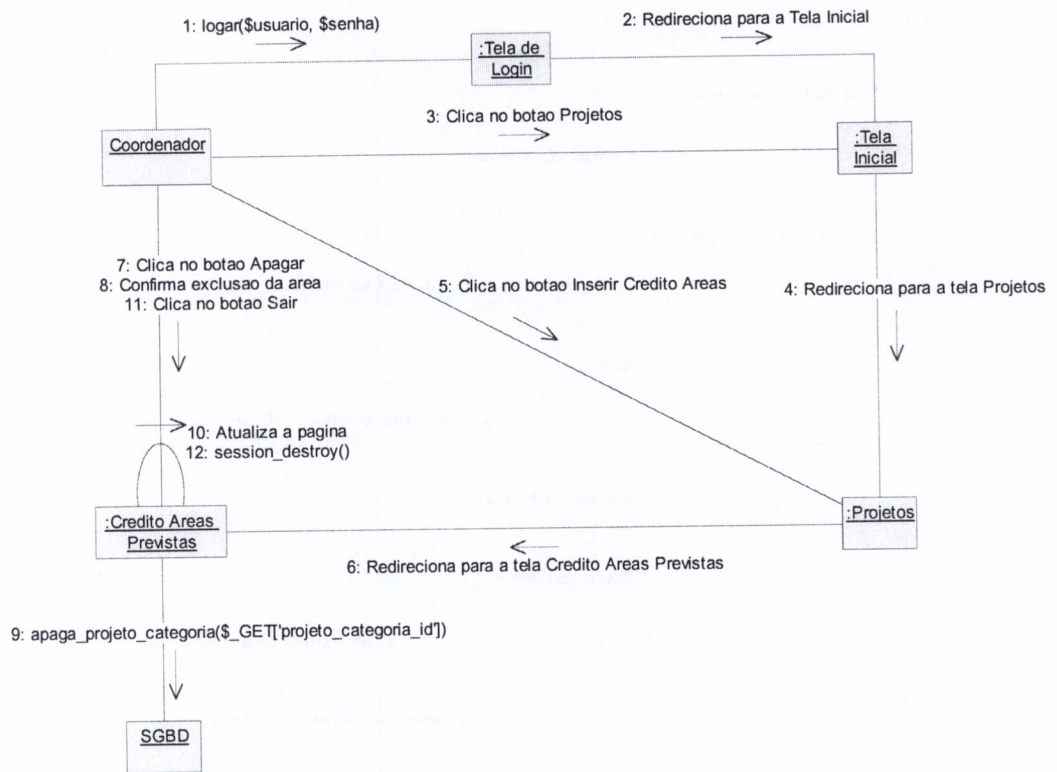 1: logar($usuario, $senha)
2: Redireciona para a Tela Inicial
:Tela de
Login
3: Clica no botao Projetos
Coordenador
:Tela
Inicial
7: Clica no botao Apagar
8: Confirma exclusao da area
11: Clica no botao Sair
5: Clica no botao Inserir Credito Areas
4: Redireciona para a tela Projetos
10: Atualiza a pagina
12: session_destroy()
:Credito Areas
Previstas
:Projetos
6: Redireciona para a tela Credito Areas Previstas
9: apaga_projeto_categoria($_GET['projeto_categoria_id'])
SGBD